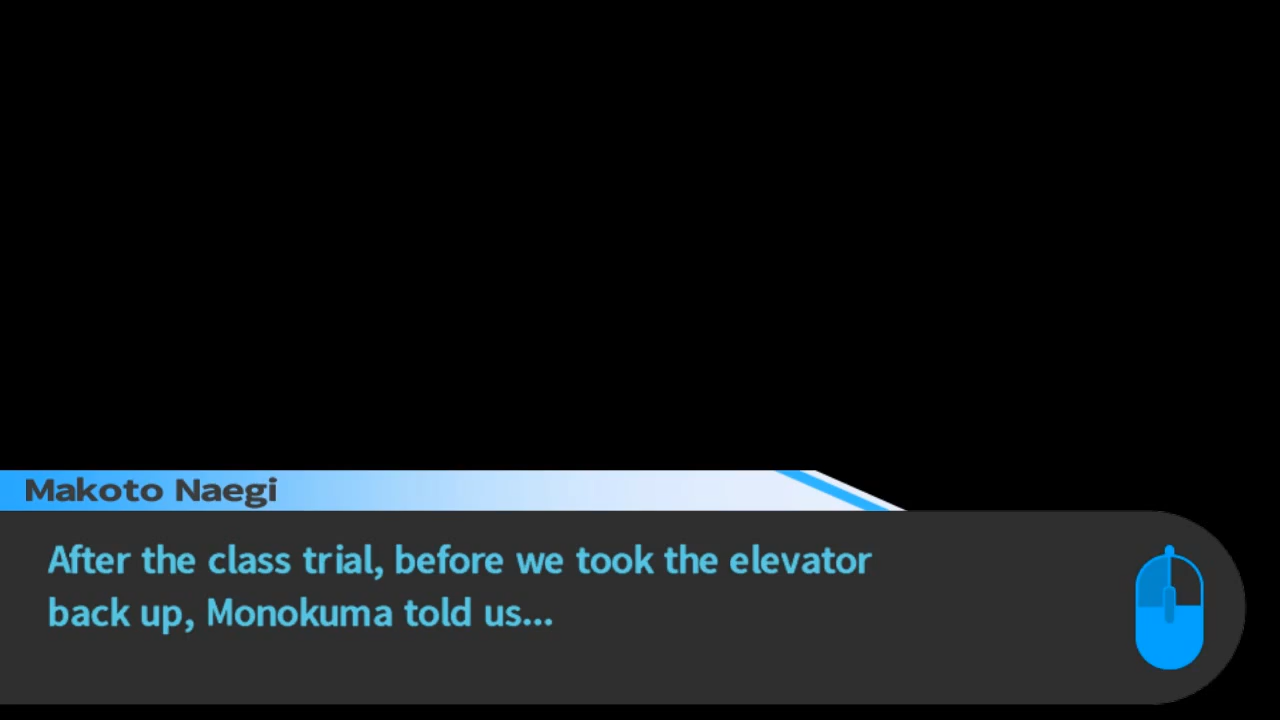 Makoto Naegi
After the class trial, before we took the elevator
back up, Monokuma told us...